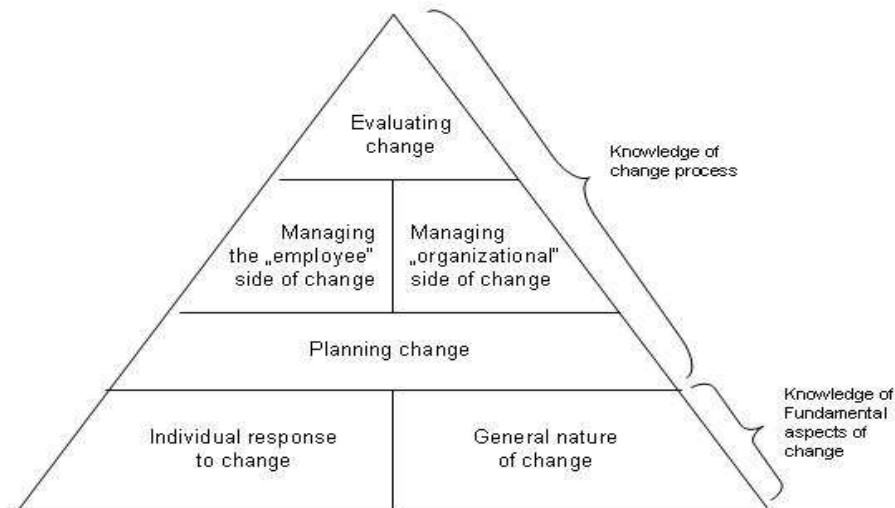 Evaluating
change
Knowledge of
change process
Managing
the „employee”
side of change
Managing
„organizational”
side of change
Planning change
Individual response
to change
General nature
of change
Knowledge of
Fundamental
aspects of
change